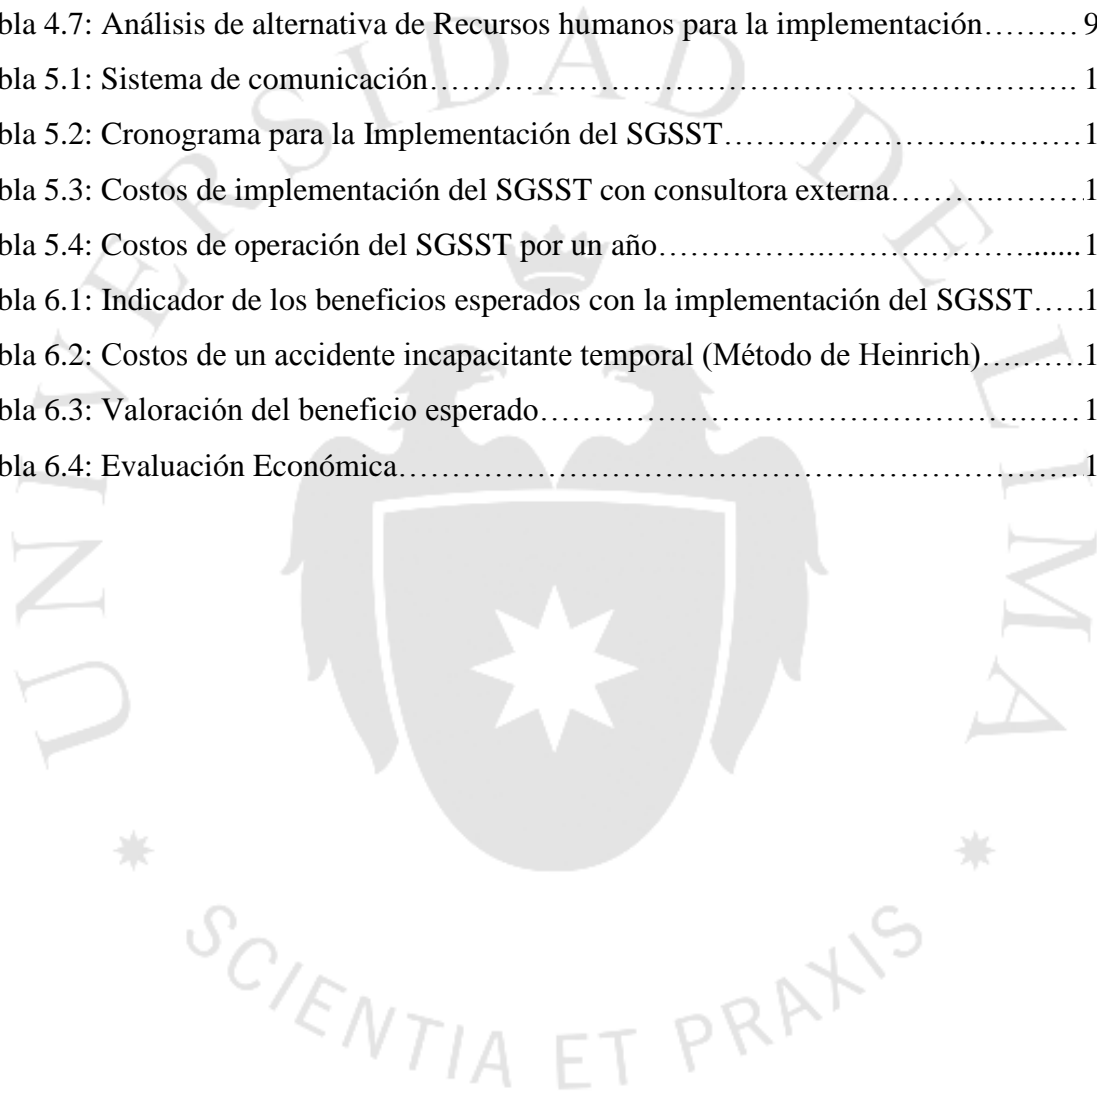 bla 4.7: Análisis de alternativa de Recursos humanos para la implementación……… 9
bla 5.1: Sistema de comunicación…………………………………………………………. 1
bla 5.2: Cronograma para la Implementación del SGSST……………………..………1
bla 5.3: Costos de implementación del SGSST con consultora externa……….………1
bla 5.4: Costos de operación del SGSST por un año…………….……….………....... 1
bla 6.1: Indicador de los beneficios esperados con la implementación del SGSST…..1
bla 6.2: Costos de un accidente incapacitante temporal (Método de Heinrich)….……1
bla 6.3: Valoración del beneficio esperado………………………………………….…… 1
bla 6.4: Evaluación Económica……………………………………………………………1
UNIVERSIDAD DE LIMA
SCIENTIA ET PRAXIS